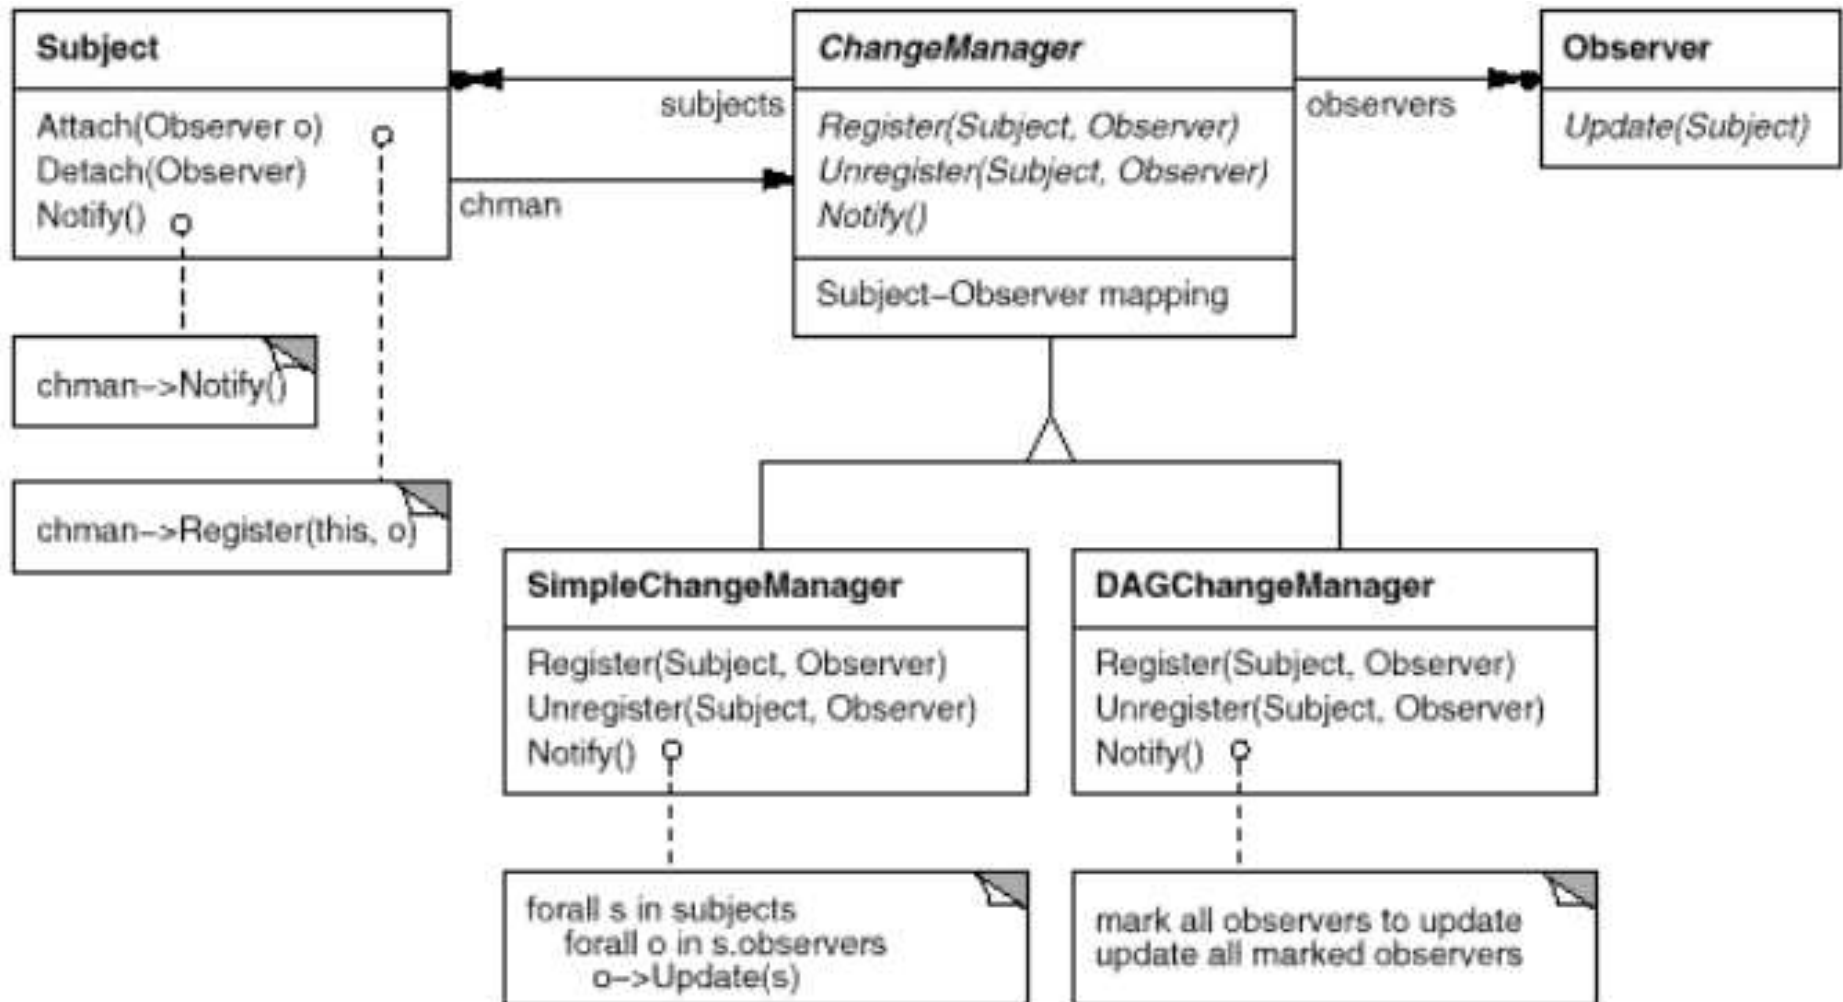 Subject
Attach(Observer o)
Detach(Observer)
Notify()
subjects
chman
ChangeManager
Register(Subject, Observer)
Unregister(Subject, Observer)
Notify()
Subject–Observer mapping
observers
Observer
Update(Subject)
chman–>Notify()
chman–>Register(this, o)
SimpleChangeManager
Register(Subject, Observer)
Unregister(Subject, Observer)
Notify()
forall s in subjects
forall o in s.observers
o–>Update(s)
DAGChangeManager
Register(Subject, Observer)
Unregister(Subject, Observer)
Notify()
mark all observers to update
update all marked observers